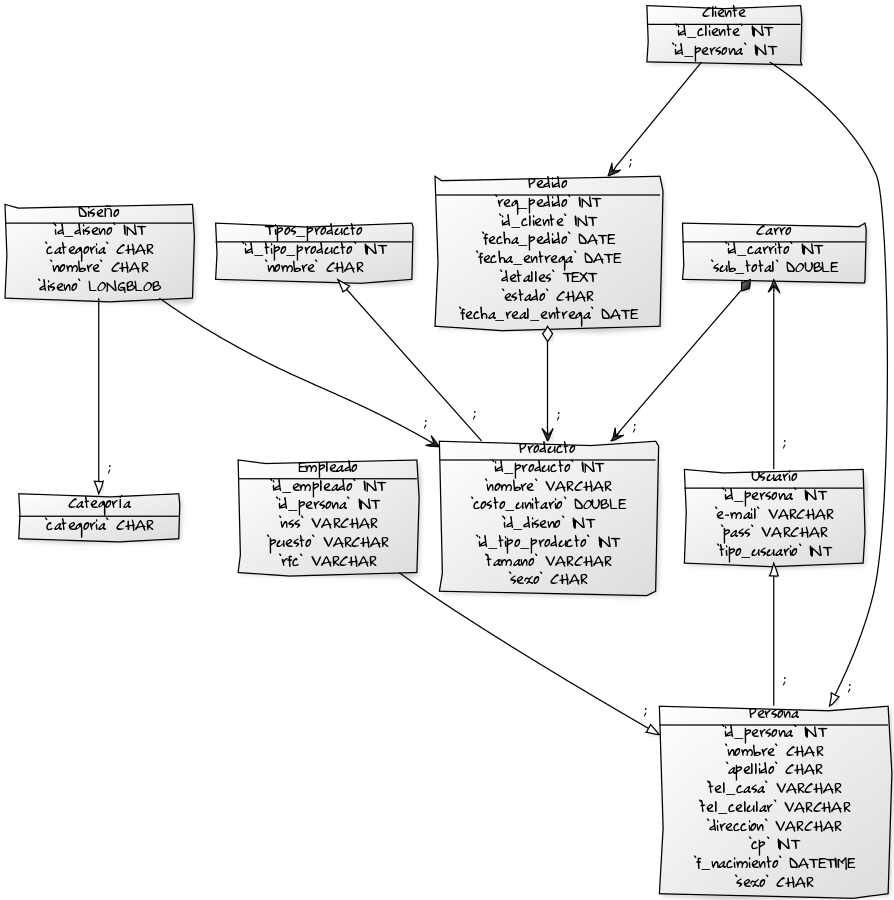 Cliente
`id_cliente` INT
`id_persona` INT
;
Pedido
`req_pedido` INT
`id_cliente` INT
`fecha_pedido` DATE
`fecha_entrega` DATE
`detalles` TEXT
`estado` CHAR
`fecha_real_entrega` DATE
Diseño
`id_diseno` INT
`categoria` CHAR
`nombre` CHAR
`diseno` LONGBLOB
Tipos_producto
`id_tipo_producto` INT
`nombre` CHAR
Carro
`id_carrito` INT
`sub_total` DOUBLE
;
;
;
;
;
;
Categoría
`categoria` CHAR
Empleado
`id_empleado` INT
`id_persona` INT
`nss` VARCHAR
`puesto` VARCHAR
`rfc` VARCHAR
Producto
`id_producto` INT
`nombre` VARCHAR
`costo_unitario` DOUBLE
`id_diseno` INT
`id_tipo_producto` INT
`tamano` VARCHAR
`sexo` CHAR
Usuario
`id_persona` INT
`e-mail` VARCHAR
`pass` VARCHAR
`tipo_usuario` INT
;
;
;
Persona
`id_persona` INT
`nombre` CHAR
`apellido` CHAR
`tel_casa` VARCHAR
`tel_celular` VARCHAR
`direccion` VARCHAR
`cp` INT
`f_nacimiento` DATETIME
`sexo` CHAR